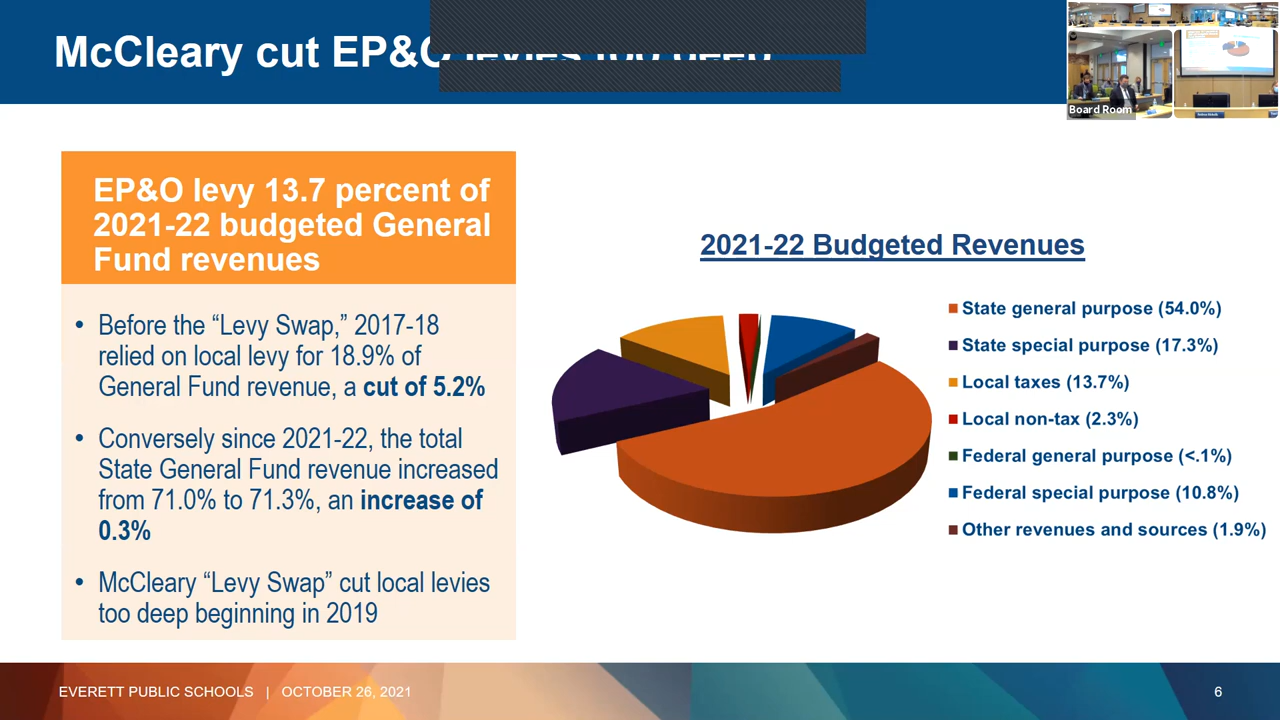 McCleary cut EP&O levies too deep
Board Room
EP&O levy 13.7 percent of
2021-22 budgeted General
Fund revenues
• Before the “Levy Swap,” 2017-18
relied on local levy for 18.9% of
General Fund revenue, a cut of 5.2%
• Conversely since 2021-22, the total
State General Fund revenue increased
from 71.0% to 71.3%, an increase of
0.3%
• McCleary “Levy Swap” cut local levies
too deep beginning in 2019
2021-22 Budgeted Revenues
State general purpose (54.0%)
State special purpose (17.3%)
Local taxes (13.7%)
Local non-tax (2.3%)
Federal general purpose (<.1%)
Federal special purpose (10.8%)
Other revenues and sources (1.9%)
EVERETT PUBLIC SCHOOLS | OCTOBER 26, 2021
6